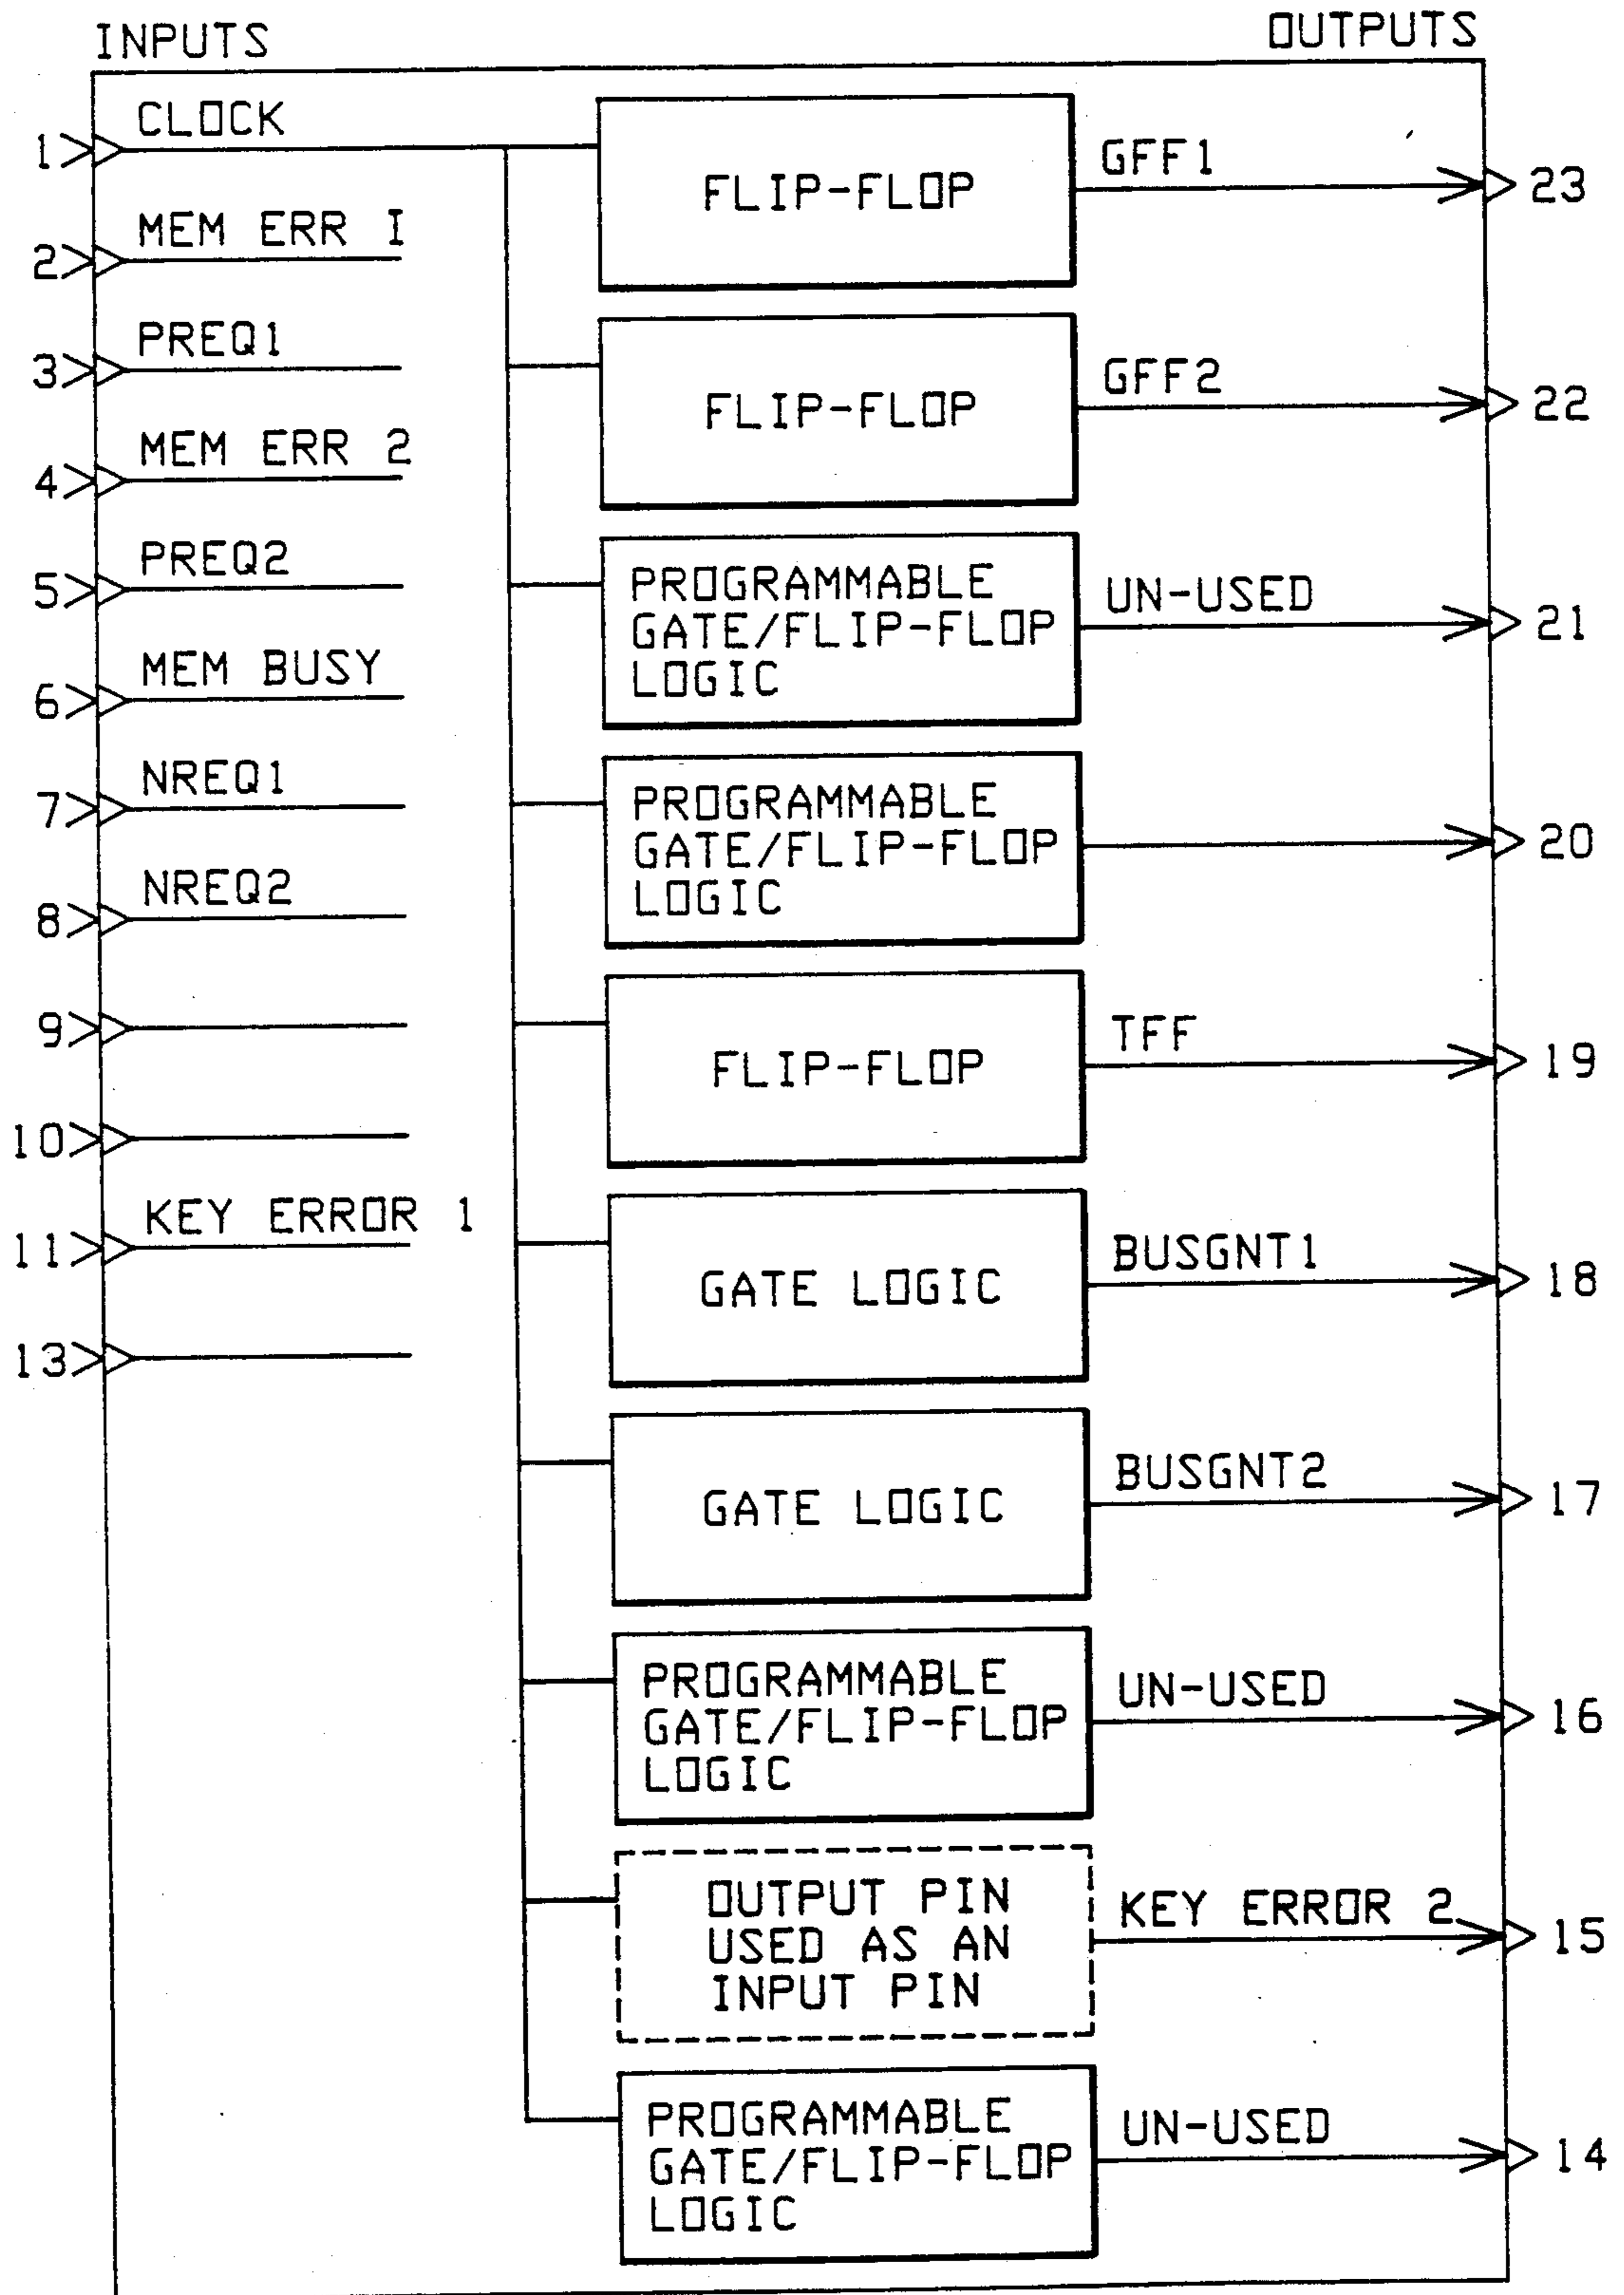 INPUTS
OUTPUTS
1
CLOCK
2
MEM ERR I
3
PREQ1
4
MEM ERR 2
5
PREQ2
6
MEM BUSY
7
NREQ1
8
NREQ2
9
10
11
KEY ERROR 1
13
FLIP-FLOP
GFF1
23
FLIP-FLOP
GFF2
22
PROGRAMMABLE
GATE/FLIP-FLOP
LOGIC
UN-USED
21
PROGRAMMABLE
GATE/FLIP-FLOP
LOGIC
20
FLIP-FLOP
TFF
19
GATE LOGIC
BUSGNT1
18
GATE LOGIC
BUSGNT2
17
PROGRAMMABLE
GATE/FLIP-FLOP
LOGIC
UN-USED
16
OUTPUT PIN
USED AS AN
INPUT PIN
KEY ERROR 2
15
PROGRAMMABLE
GATE/FLIP-FLOP
LOGIC
UN-USED
14